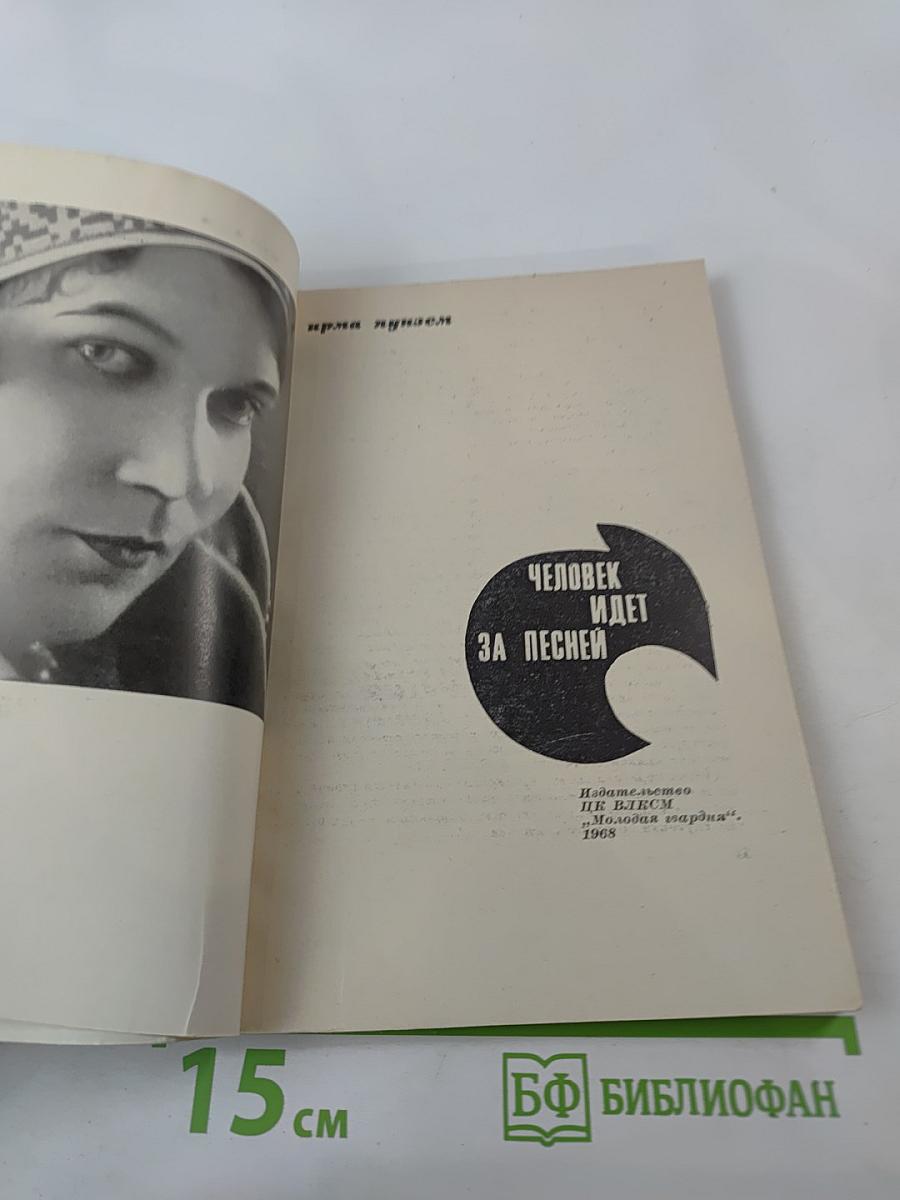 ирма яунзем
ЧЕЛОВЕК
ИДЕТ
ЗА ПЕСНЕЙ
Издательство
ЦК ВЛКСМ
„Молодая гвардия“.
1968
15 см
БФ БИБЛИОФАН